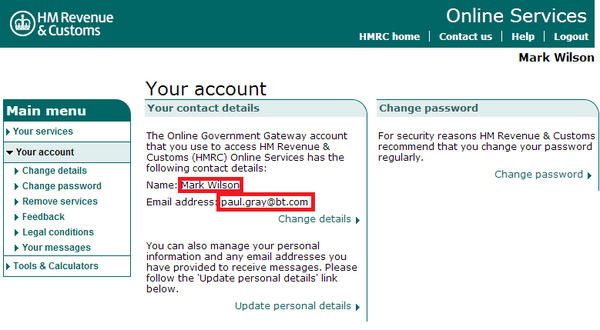 HM Revenue
& Customs
Online Services
HMRC home | Contact us | Help | Logout
Mark Wilson
Your account
Main menu
Your services
Your account
Change details
Change password
Remove services
Feedback
Legal conditions
Your messages
Tools & Calculators
Your contact details
The Online Government Gateway account
that you use to access HM Revenue &
Customs (HMRC) Online Services has the
following contact details:
Name: Mark Wilson
Email address: paul.gray@bt.com
Change details
You can also manage your personal
information and any email addresses you
have provided to receive messages. Please
follow the 'Update personal details' link
below.
Update personal details
Change password
For security reasons HM Revenue & Customs
recommend that you change your password
regularly.
Change password